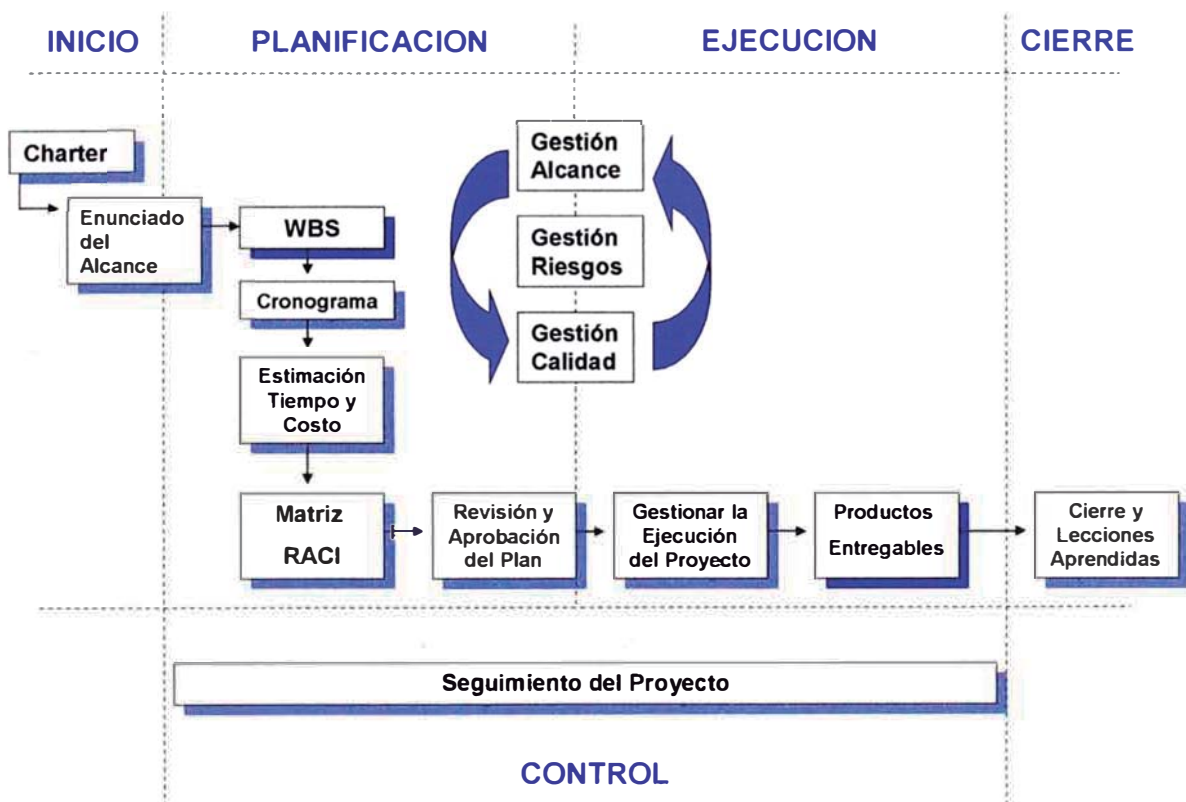 INICIO
PLANIFICACION
EJECUCION
CIERRE
Charter
Enunciado
del
Alcance
WBS
Cronograma
Estimación
Tiempo y
Costo
Matriz
RACI
Gestión
Alcance
Gestión
Riesgos
Gestión
Calidad
Revisión y
Aprobación
del Plan
Gestionar la
Ejecución
del Proyecto
Productos
Entregables
Cierre y
Lecciones
Aprendidas
Seguimiento del Proyecto
CONTROL